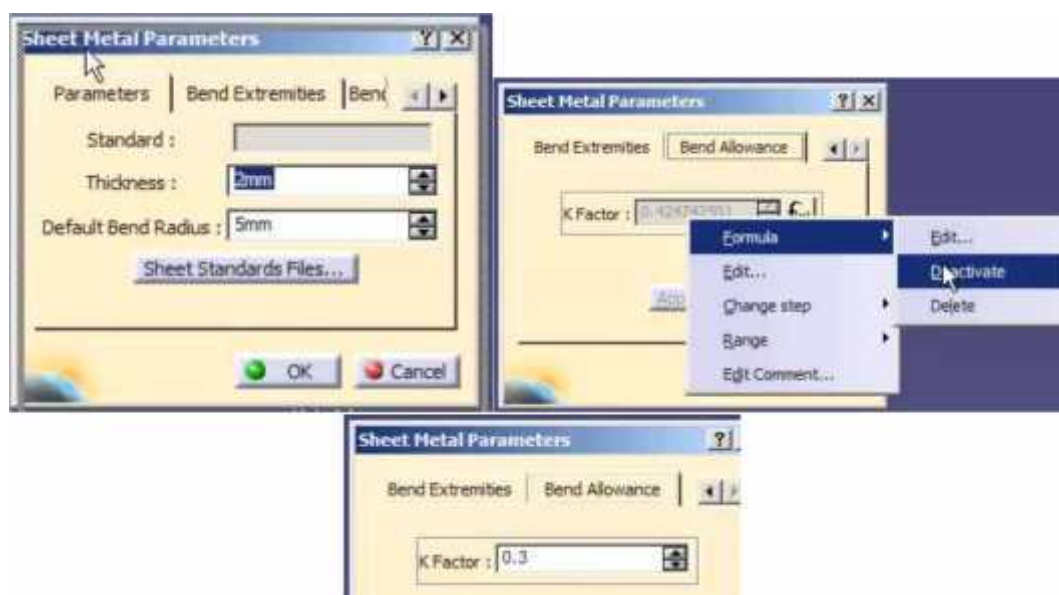 Sheet Metal Parameters
Parameters Bend Extremities Bend
Standard :
Thickness : 2mm
Default Bend Radius : 5mm
Sheet Standards Files...
OK Cancel
Sheet Metal Parameters
Bend Extremities Bend Allowance
K Factor :
Formula
Edit...
Change step
Range
Edit Comment...
Edit...
Deactivate
Delete
Sheet Metal Parameters
Bend Extremities Bend Allowance
K Factor : 0.3